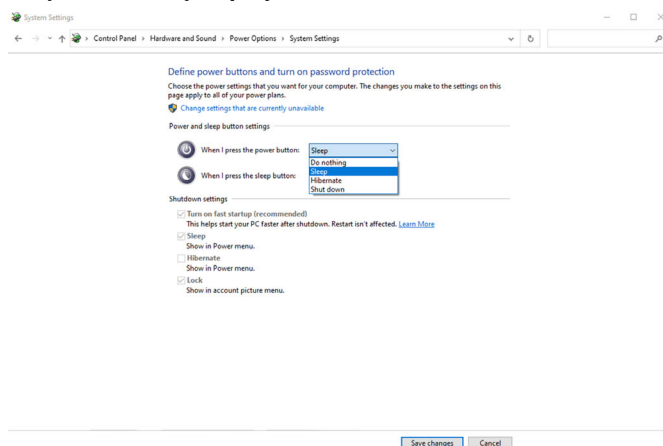 System Settings
Control Panel › Hardware and Sound › Power Options › System Settings
Define power buttons and turn on password protection
Choose the power settings that you want for your computer. The changes you make to the settings on this
page apply to all of your power plans.
Change settings that are currently unavailable
Power and sleep button settings
When I press the power button: Sleep
Do nothing
Sleep
When I press the sleep button:
Hibernate
Shut down
Shutdown settings
Turn on fast startup (recommended)
This helps start your PC faster after shutdown. Restart isn't affected. Learn More
Sleep
Show in Power menu.
Hibernate
Show in Power menu.
Lock
Show in account picture menu.
Save changes Cancel